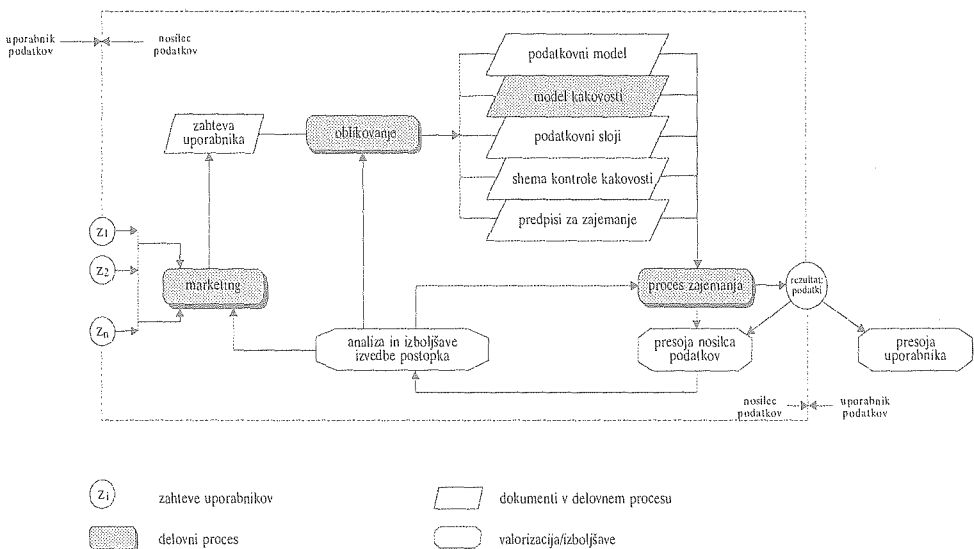 uporabnik
podatkov
nosilec
podatkov
podatkovni model
model kakovosti
zahteva
uporabnika
oblikovanje
podatkovni sloji
shema kontrole kakovosti
predpisi za zajemanje
z1
z2
zn
marketing
proces zajemanja
rezultat:
podatki
analiza in izboljšave
izvedbe postopka
presoja nosilca
podatkov
presoja
uporabnika
nosilec
podatkov
uporabnik
podatkov
zi
zahteve uporabnikov
dokumenti v delovnem procesu
delovni proces
valorizacija/izboljšave